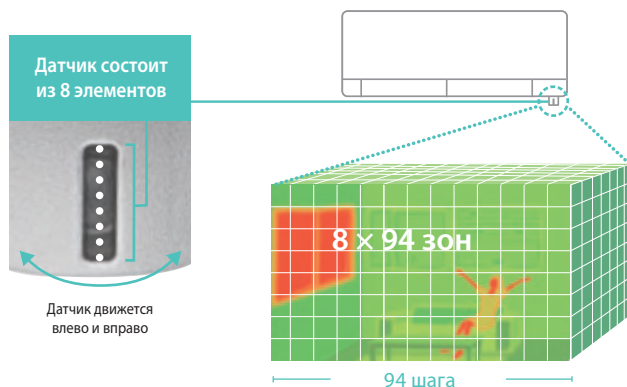 Датчик состоит
из 8 элементов
8 × 94 зон
Датчик движется
влево и вправо
94 шага